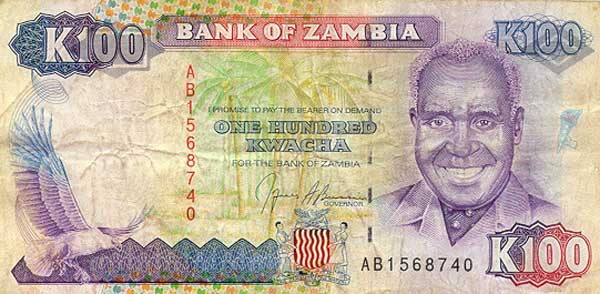 K100
BANK OF ZAMBIA
K100
AB1568740
I PROMISE TO PAY THE BEARER ON DEMAND
ONE HUNDRED
KWACHA
FOR THE BANK OF ZAMBIA
GOVERNOR
AB1568740
K100